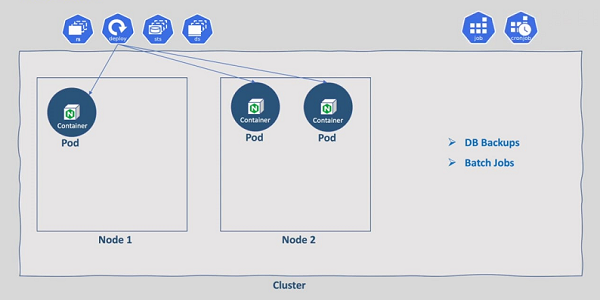 rs
deploy
sts
ds
job
cronjob
Container
Pod
Container
Pod
Container
Pod
DB Backups
Batch Jobs
Node 1
Node 2
Cluster